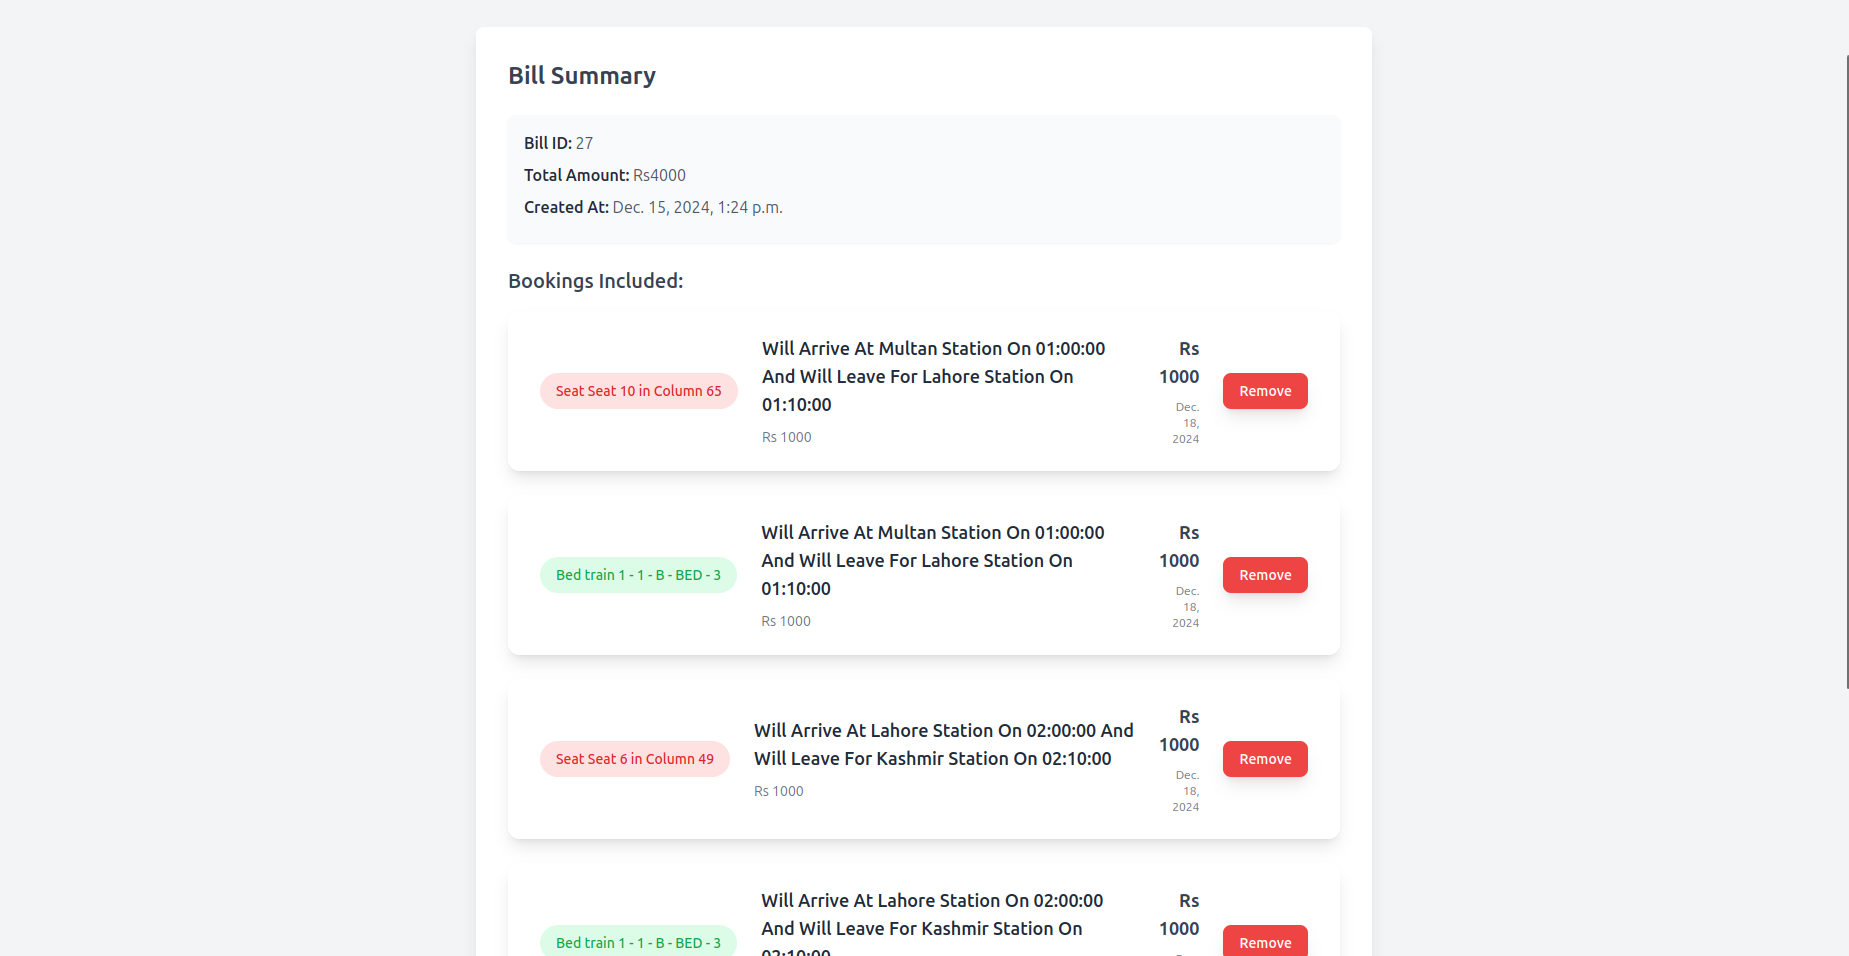 Bill Summary
Bill ID: 27
Total Amount: Rs4000
Created At: Dec. 15, 2024, 1:24 p.m.
Bookings Included:
Seat Seat 10 in Column 65
Will Arrive At Multan Station On 01:00:00
And Will Leave For Lahore Station On
01:10:00
Rs 1000
Rs
1000
Dec.
18,
2024
Remove
Bed train 1 - 1 - B - BED - 3
Will Arrive At Multan Station On 01:00:00
And Will Leave For Lahore Station On
01:10:00
Rs 1000
Rs
1000
Dec.
18,
2024
Remove
Seat Seat 6 in Column 49
Will Arrive At Lahore Station On 02:00:00 And
Will Leave For Kashmir Station On 02:10:00
Rs 1000
Rs
1000
Dec.
18,
2024
Remove
Bed train 1 - 1 - B - BED - 3
Will Arrive At Lahore Station On 02:00:00
And Will Leave For Kashmir Station On
Rs
1000
Remove